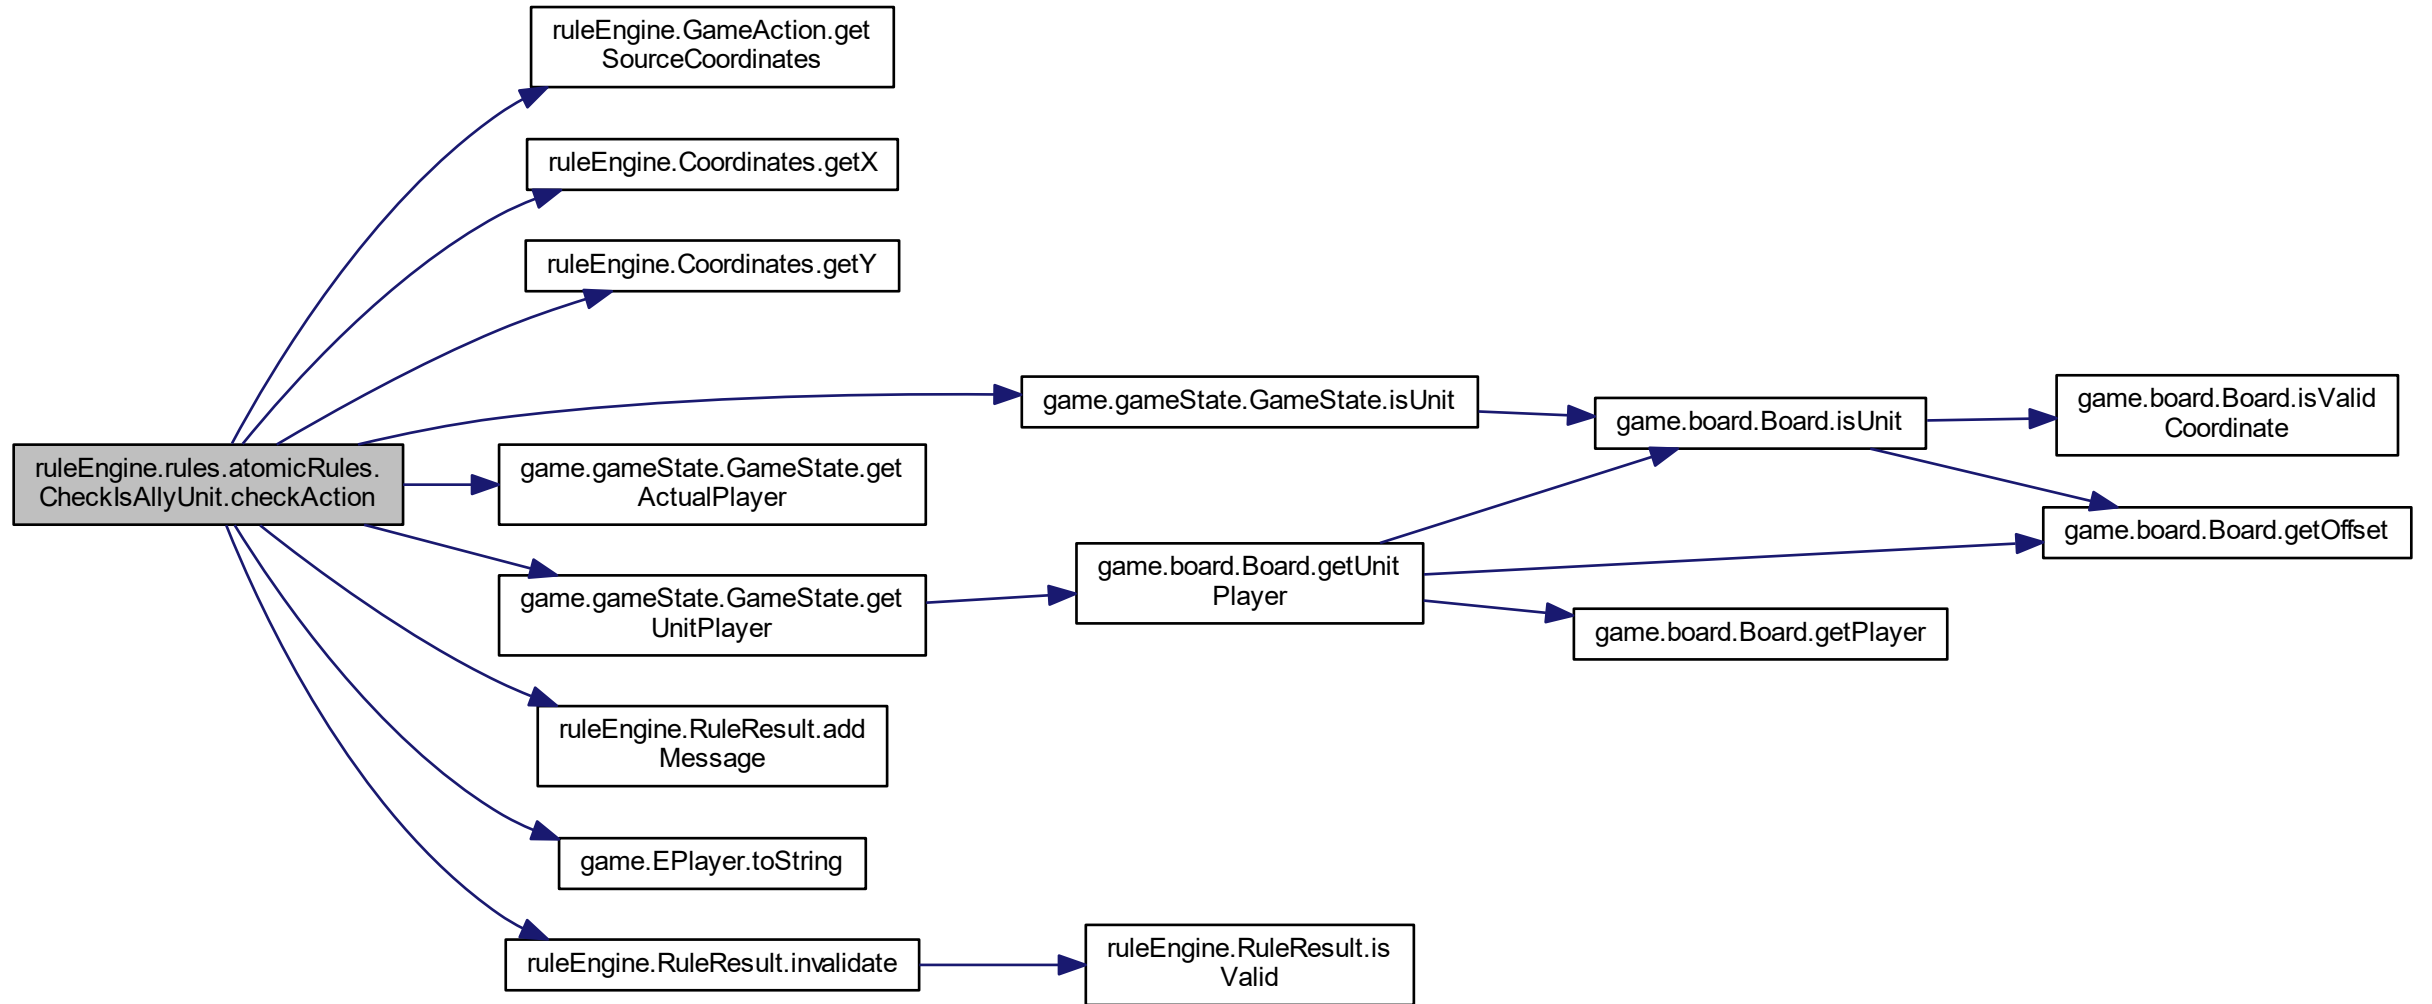 ruleEngine.GameAction.get
SourceCoordinates
ruleEngine.Coordinates.getX
ruleEngine.Coordinates.getY
game.gameState.GameState.isUnit
game.board.Board.isUnit
game.board.Board.isValid
Coordinate
ruleEngine.rules.atomicRules.
CheckIsAllyUnit.checkAction
game.gameState.GameState.get
ActualPlayer
game.board.Board.getOffset
game.gameState.GameState.get
UnitPlayer
game.board.Board.getUnit
Player
game.board.Board.getPlayer
ruleEngine.RuleResult.add
Message
game.EPlayer.toString
ruleEngine.RuleResult.invalidate
ruleEngine.RuleResult.is
Valid